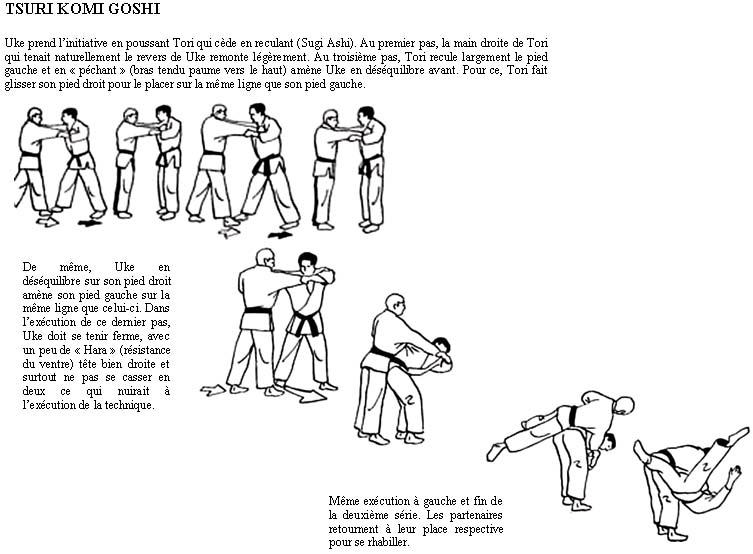 TSURI KOMI GOSHI
Uke prend l’initiative en poussant Tori qui cède en reculant (Sugi Ashi). Au premier pas, la main droite de Tori
qui tenait naturellement le revers de Uke remonte légèrement. Au troisième pas, Tori recule largement le pied
gauche et en « péchant » (bras tendu paume vers le haut) amène Uke en déséquilibre avant. Pour ce, Tori fait
glisser son pied droit pour le placer sur la même ligne que son pied gauche.
De même, Uke en
déséquilibre sur son pied droit
amène son pied gauche sur la
même ligne que celui-ci. Dans
l’exécution de ce dernier pas,
Uke doit se tenir ferme, avec
un peu de « Hara » (résistance
du ventre) tête bien droite et
surtout ne pas se casser en
deux ce qui nuirait à
l’exécution de la technique.
Même exécution à gauche et fin de
la deuxième série. Les partenaires
retournent à leur place respective
pour se rhabiller.